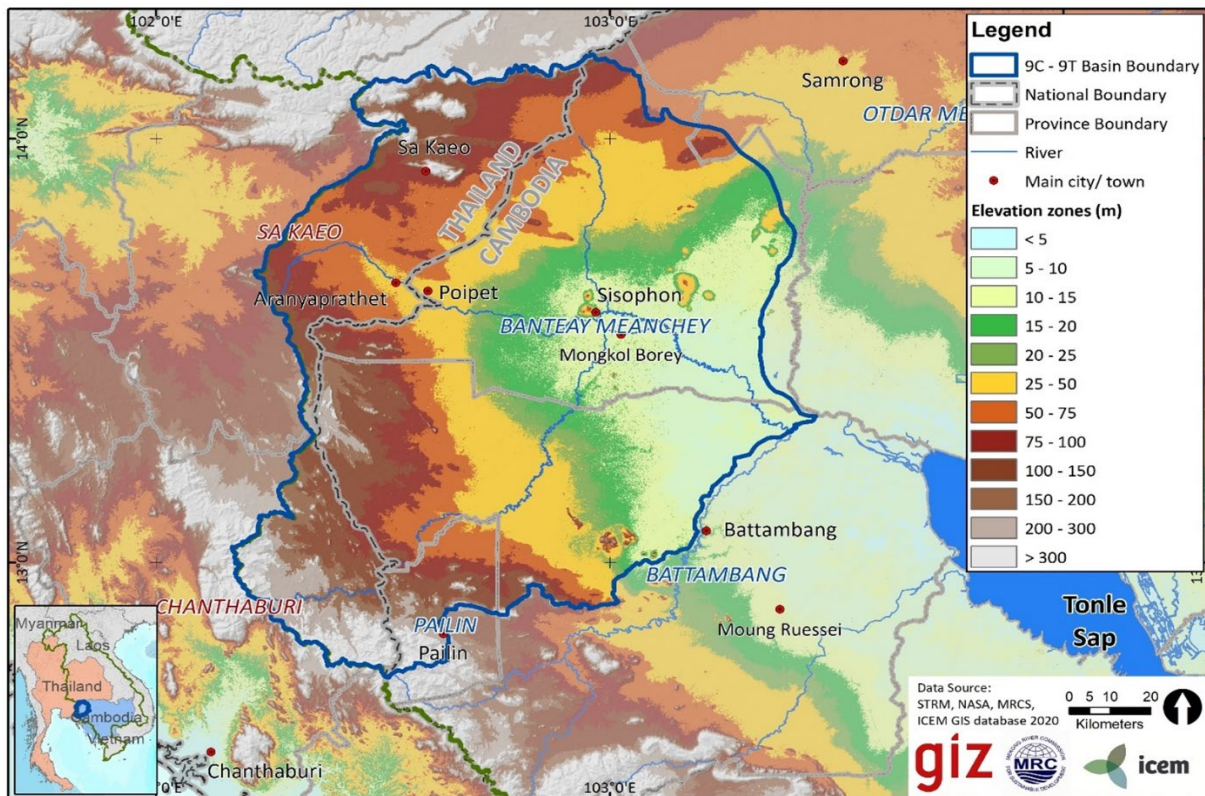 102°0'E
103°0'E
Legend
9C - 9T Basin Boundary
National Boundary
Province Boundary
River
Main city/ town
Elevation zones (m)
< 5
5 - 10
10 - 15
15 - 20
20 - 25
25 - 50
50 - 75
75 - 100
100 - 150
150 - 200
200 - 300
> 300
Samrong
OTDAR ME
14°0'N
Sa Kaeo
THAILAND
CAMBODIA
SA KAEO
Aranyaprathet
Poipet
Sisophon
BANTEAY MEANCHEY
Mongkol Borey
Battambang
13°0'N
13
BATTAMBANG
CHANTHABURI
PAILIN
Pailin
Moung Ruessei
Tonle
Sap
Myanmar
Laos
Thailand
Cambodia
Vietnam
Chanthaburi
0'E
103°0'E
Data Source:
STRM, NASA, MRCS,
ICEM GIS database 2020
0 5 10 20
Kilometers
giz
MRC
icem